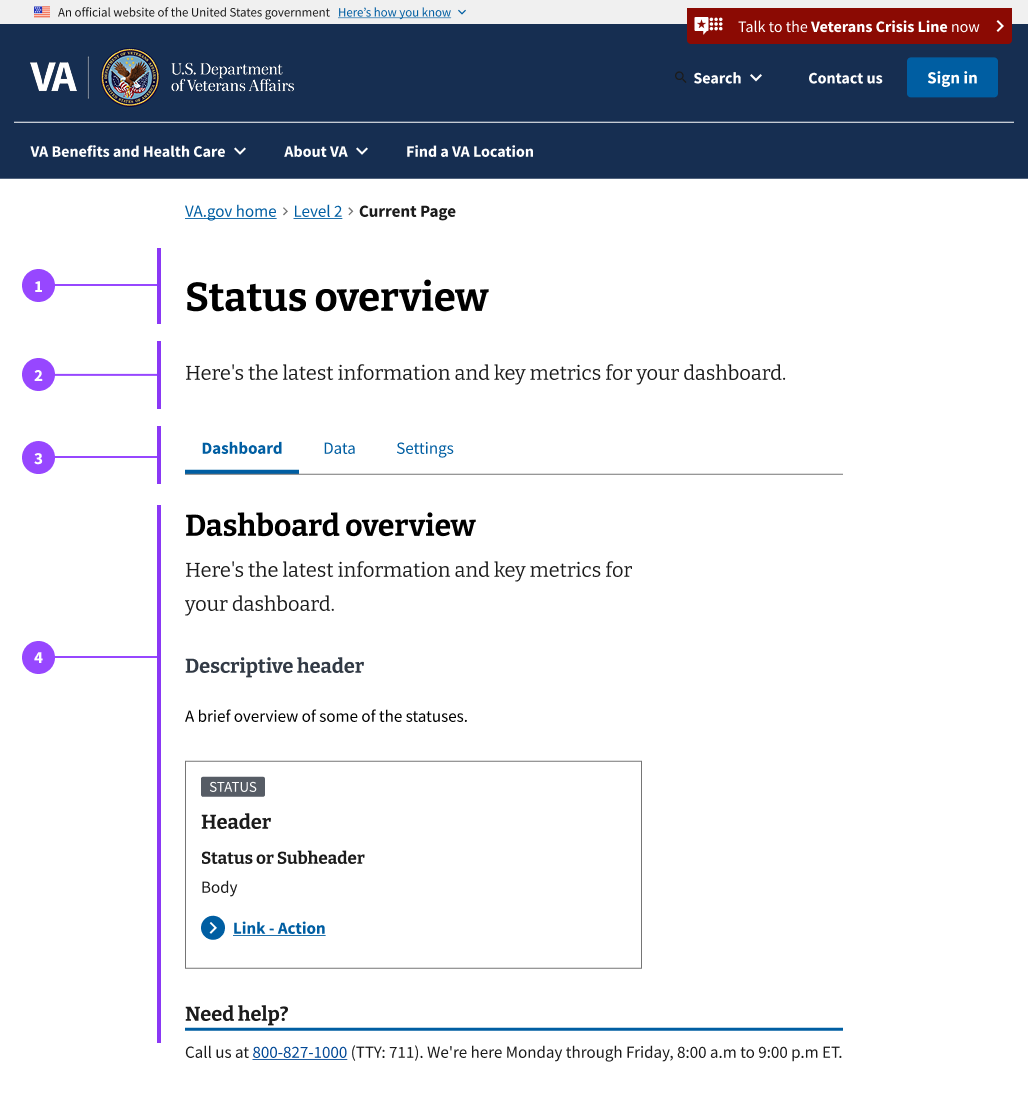 An official website of the United States government Here's how you know
Talk to the Veterans Crisis Line now
VA U.S. Department
of Veterans Affairs
Search Contact us Sign in
VA Benefits and Health Care About VA Find a VA Location
VA.gov home › Level 2 › Current Page
1
Status overview
2
Here's the latest information and key metrics for your dashboard.
3
Dashboard Data Settings
Dashboard overview
Here's the latest information and key metrics for
your dashboard.
4
Descriptive header
A brief overview of some of the statuses.
STATUS
Header
Status or Subheader
Body
Link - Action
Need help?
Call us at 800-827-1000 (TTY: 711). We're here Monday through Friday, 8:00 a.m to 9:00 p.m ET.